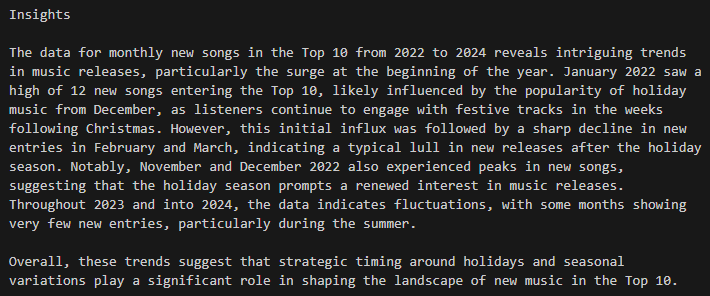 Insights
The data for monthly new songs in the Top 10 from 2022 to 2024 reveals intriguing trends
in music releases, particularly the surge at the beginning of the year. January 2022 saw a
high of 12 new songs entering the Top 10, likely influenced by the popularity of holiday
music from December, as listeners continue to engage with festive tracks in the weeks
following Christmas. However, this initial influx was followed by a sharp decline in new
entries in February and March, indicating a typical lull in new releases after the holiday
season. Notably, November and December 2022 also experienced peaks in new songs,
suggesting that the holiday season prompts a renewed interest in music releases.
Throughout 2023 and into 2024, the data indicates fluctuations, with some months showing
very few new entries, particularly during the summer.
Overall, these trends suggest that strategic timing around holidays and seasonal
variations play a significant role in shaping the landscape of new music in the Top 10.